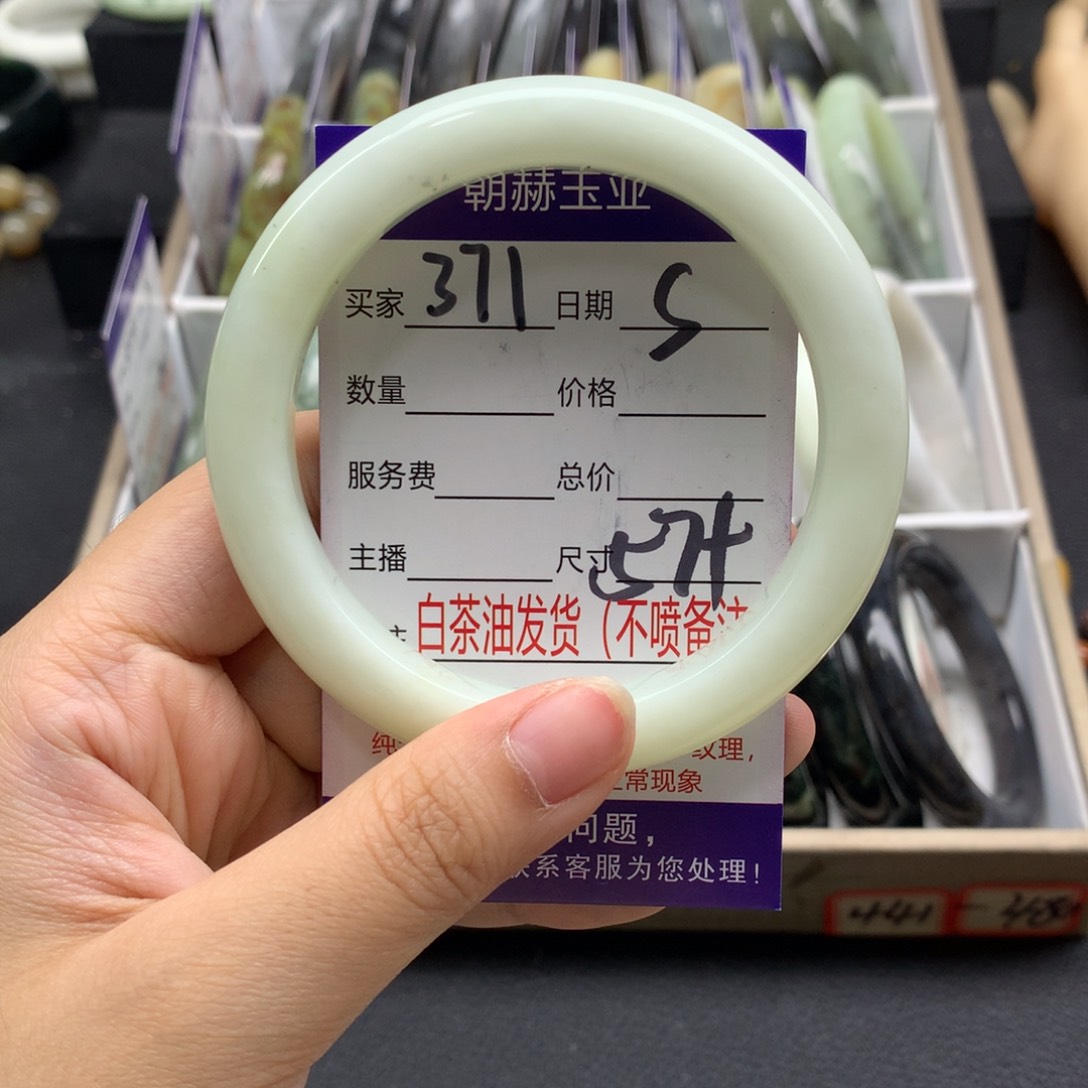 朝赫玉业
买家 371 日期 5
数量 价格
服务费 总价
主播 尺寸 57.4
白茶油发货（不喷备注
纹理，
常现象
问题，
联系客服为您处理！